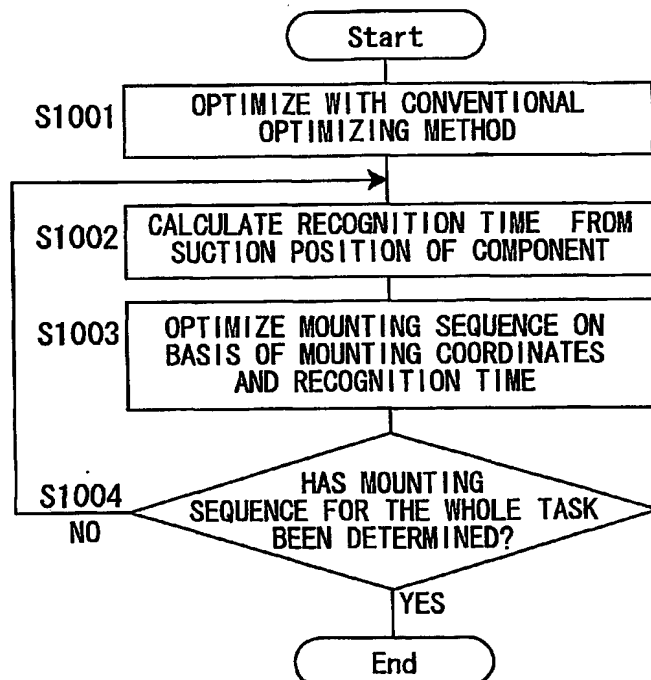 Start
S1001
OPTIMIZE WITH CONVENTIONAL
OPTIMIZING METHOD
S1002
CALCULATE RECOGNITION TIME FROM
SUCTION POSITION OF COMPONENT
S1003
OPTIMIZE MOUNTING SEQUENCE ON
BASIS OF MOUNTING COORDINATES
AND RECOGNITION TIME
S1004
HAS MOUNTING
SEQUENCE FOR THE WHOLE TASK
BEEN DETERMINED?
NO
YES
End